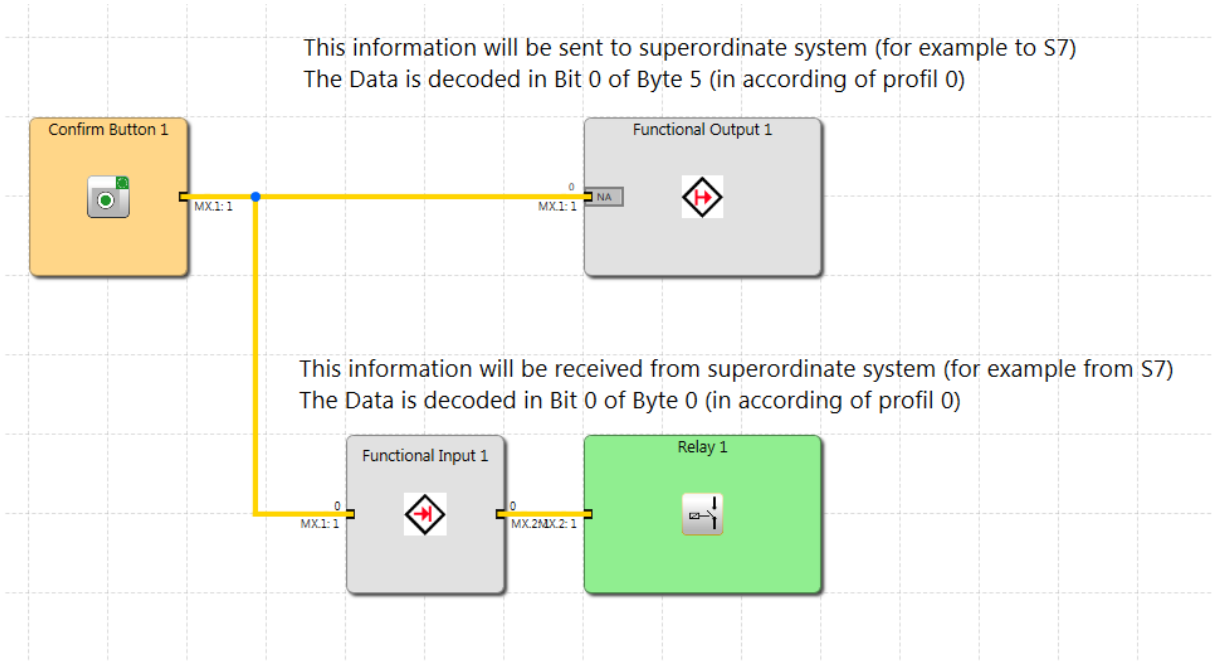 This information will be sent to superordinate system (for example to S7)
The Data is decoded in Bit 0 of Byte 5 (in according of profil 0)
Confirm Button 1
Functional Output 1
0
NA
MX.1: 1
MX.1: 1
This information will be received from superordinate system (for example from S7)
The Data is decoded in Bit 0 of Byte 0 (in according of profil 0)
Functional Input 1
Relay 1
0
0
MX.1: 1
MX.2: 1